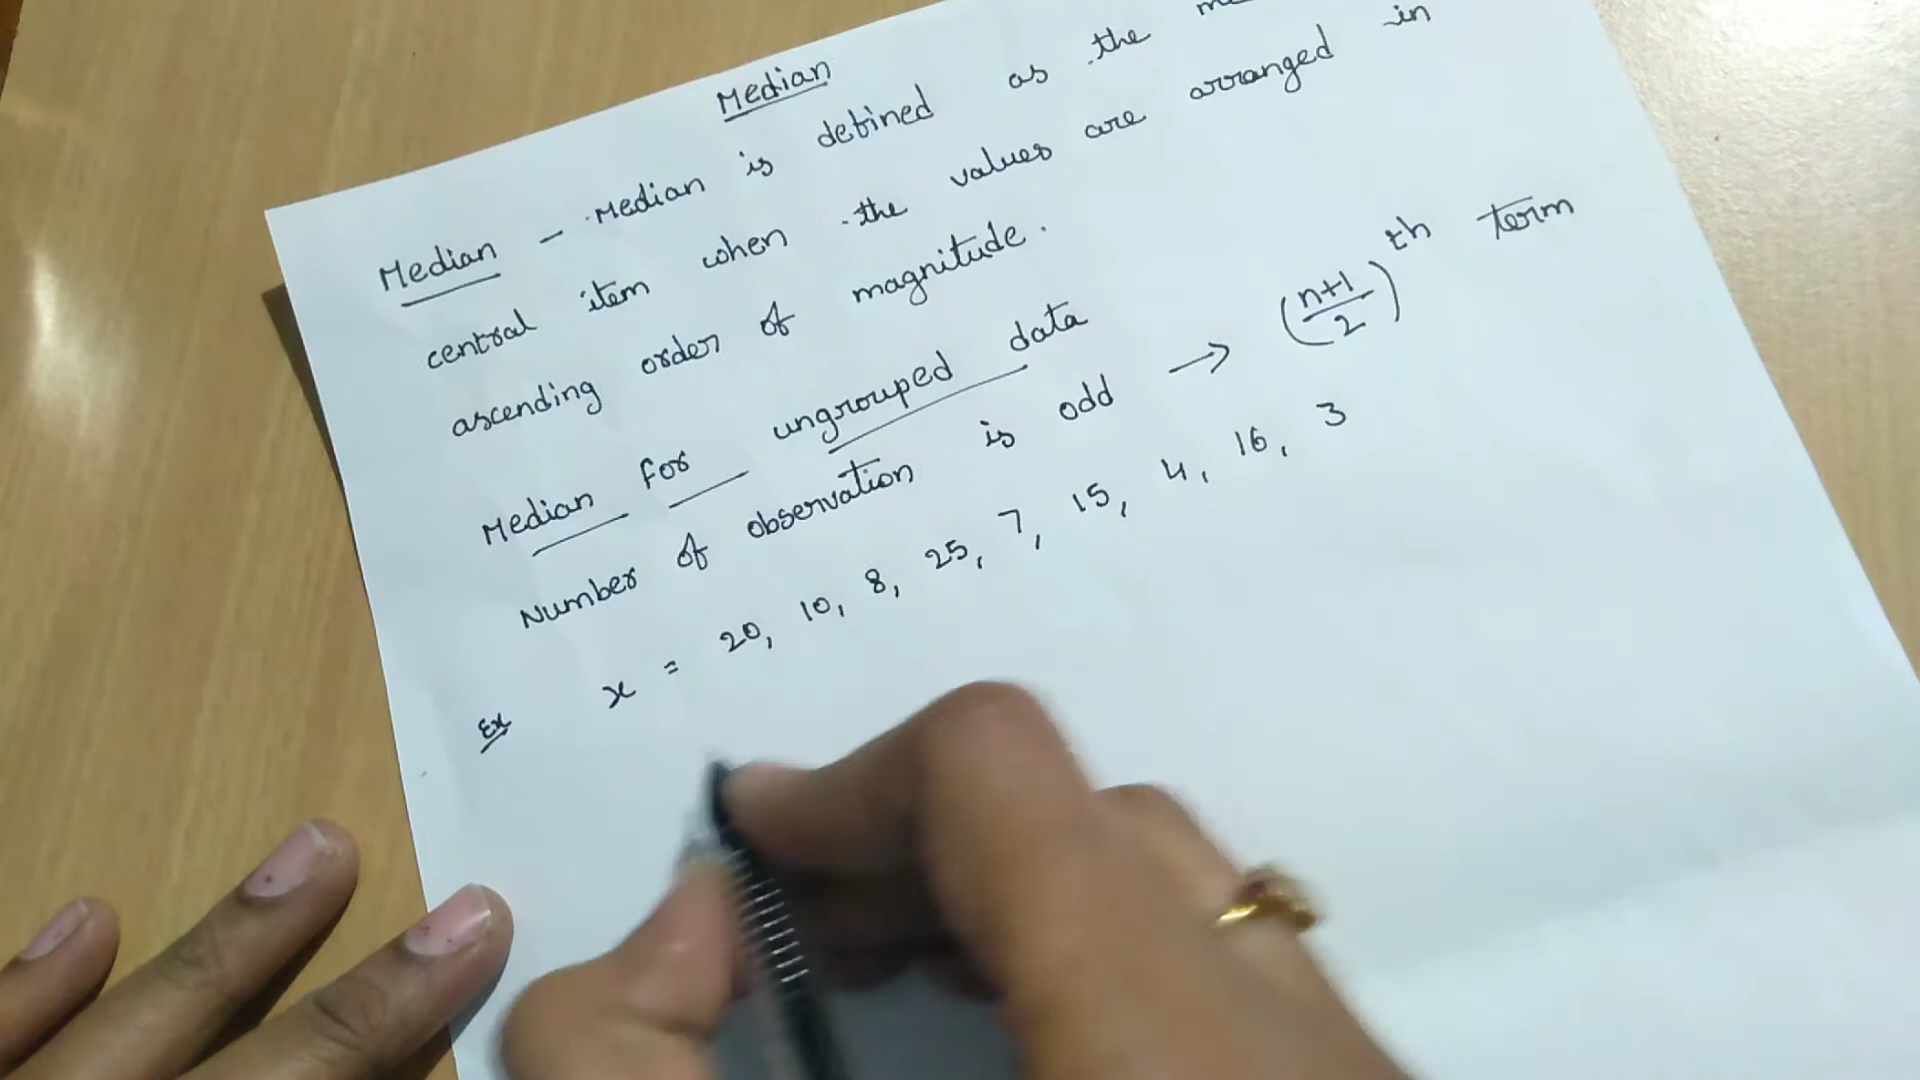 Median
Median - Median is defined as the
central item when the values are arranged in
ascending order of magnitude.
Median for ungrouped data
Number of observation is odd → (n+1/2)th term
Ex x = 20, 10, 8, 25, 7, 15, 4, 16, 3